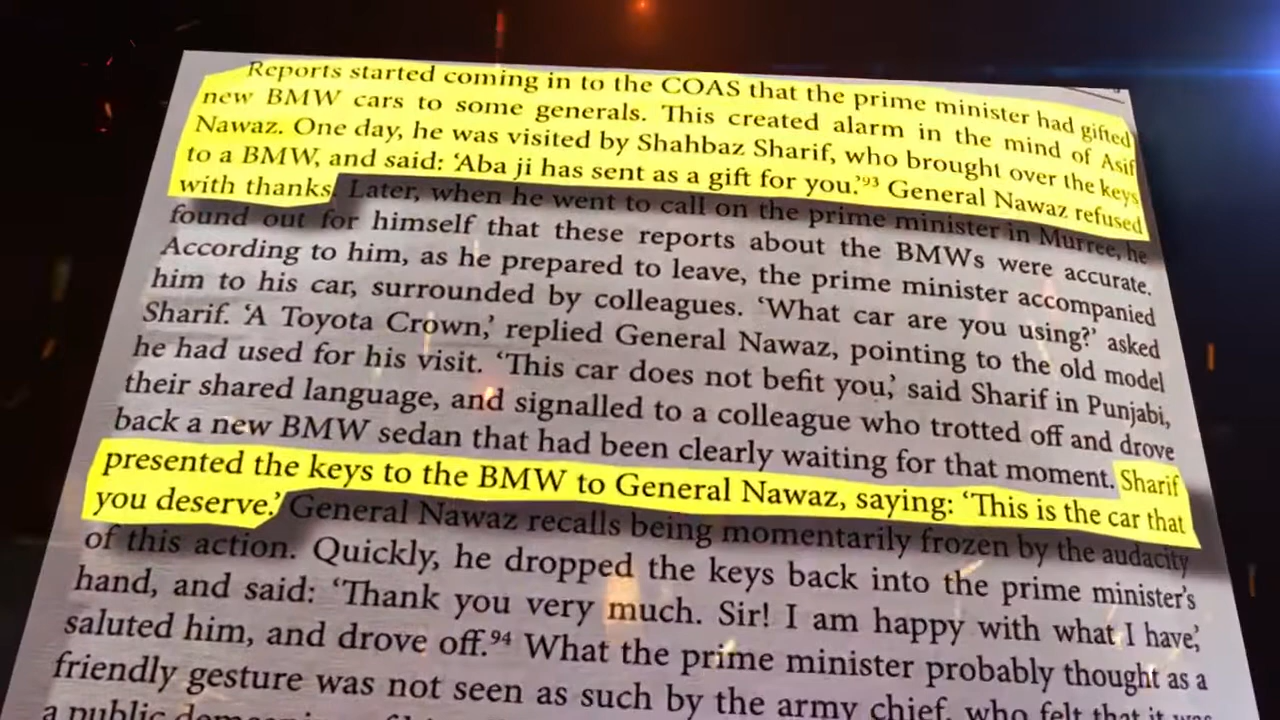 Reports started coming in to the COAS that the prime minister had gifted
new BMW cars to some generals. This created alarm in the mind of Asif
Nawaz. One day, he was visited by Shahbaz Sharif, who brought over the keys
to a BMW, and said: ‘Aba ji has sent as a gift for you.’93 General Nawaz refused
with thanks. Later, when he went to call on the prime minister in Murree, he
found out for himself that these reports about the BMWs were accurate.
According to him, as he prepared to leave, the prime minister accompanied
him to his car, surrounded by colleagues. ‘What car are you using?’ asked
Sharif. ‘A Toyota Crown,’ replied General Nawaz, pointing to the old model
he had used for his visit. ‘This car does not befit you,’ said Sharif in Punjabi,
their shared language, and signalled to a colleague who trotted off and drove
back a new BMW sedan that had been clearly waiting for that moment. Sharif
presented the keys to the BMW to General Nawaz, saying: ‘This is the car that
you deserve.’ General Nawaz recalls being momentarily frozen by the audacity
of this action. Quickly, he dropped the keys back into the prime minister’s
hand, and said: ‘Thank you very much. Sir! I am happy with what I have,’
saluted him, and drove off.94 What the prime minister probably thought as a
friendly gesture was not seen as such by the army chief, who felt that it was
a public